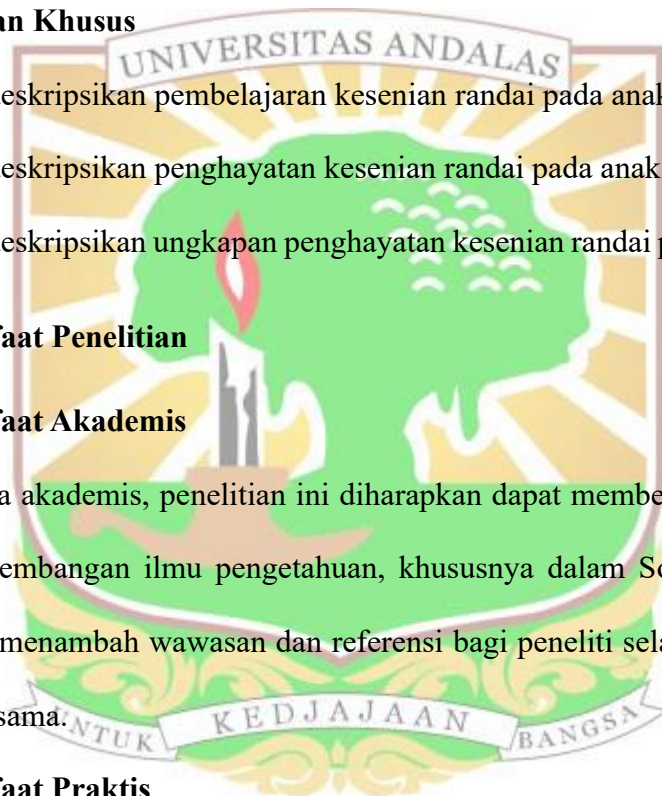 an Khusus
UNIVERSITAS ANDALAS
eskripsikan pembelajaran kesenian randai pada anak
eskripsikan penghayatan kesenian randai pada anak
eskripsikan ungkapan penghayatan kesenian randai p
faat Penelitian
faat Akademis
a akademis, penelitian ini diharapkan dapat membe
embangan ilmu pengetahuan, khususnya dalam So
menambah wawasan dan referensi bagi peneliti sela
sama.
UNTUK KEDJAJAAN BANGSA
faat Praktis